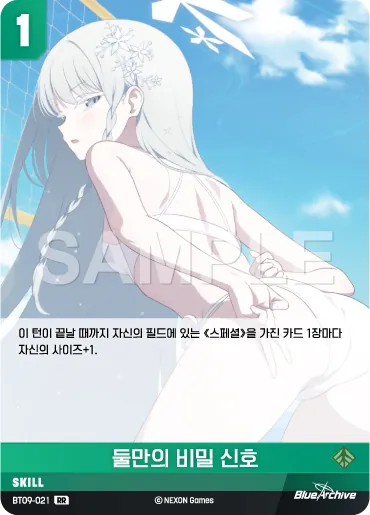 1
SAMPLE
이 턴이 끝날 때까지 자신의 필드에 있는 《스페셜》을 가진 카드 1장마다
자신의 사이즈+1.
둘만의 비밀 신호
SKILL
BT09-021 RR
© NEXON Games
Blue Archive